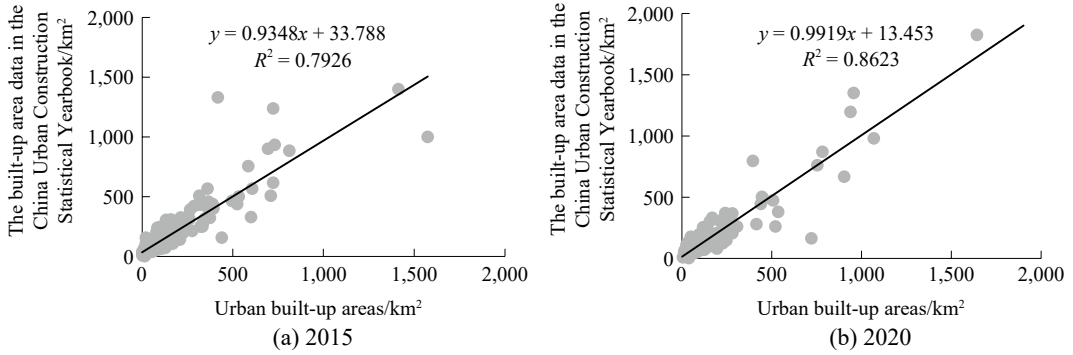 The built-up area data in the
China Urban Construction
Statistical Yearbook/km²
2,000
1,500
1,000
500
0
y = 0.9348x + 33.788
R² = 0.7926
0 500 1,000 1,500 2,000
Urban built-up areas/km²
(a) 2015
The built-up area data in the
China Urban Construction
Statistical Yearbook/km²
2,000
1,500
1,000
500
0
y = 0.9919x + 13.453
R² = 0.8623
0 500 1,000 1,500 2,000
Urban built-up areas/km²
(b) 2020